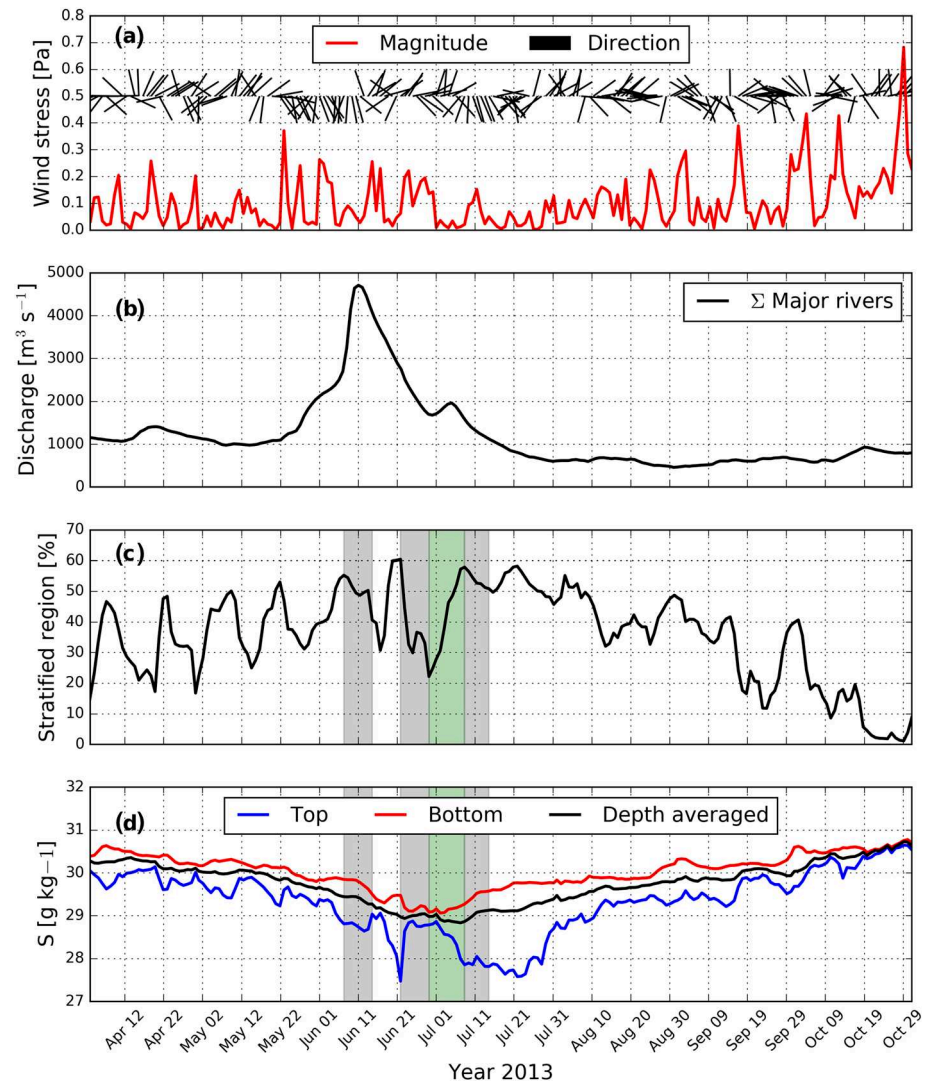 (a)
Magnitude Direction
Wind stress [Pa]
0.8
0.7
0.6
0.5
0.4
0.3
0.2
0.1
0.0
(b)
Σ Major rivers
Discharge [m³ s⁻¹]
5000
4000
3000
2000
1000
0
(c)
Stratified region [%]
70
60
50
40
30
20
10
0
(d)
Top Bottom Depth averaged
S [g kg−1]
32
31
30
29
28
27
Apr 12 Apr 22 May 02 May 12 May 22 Jun 01 Jun 11 Jun 21 Jul 01 Jul 11 Jul 21 Jul 31 Aug 10 Aug 20 Aug 30 Sep 09 Sep 19 Sep 29 Oct 09 Oct 19 Oct 29
Year 2013